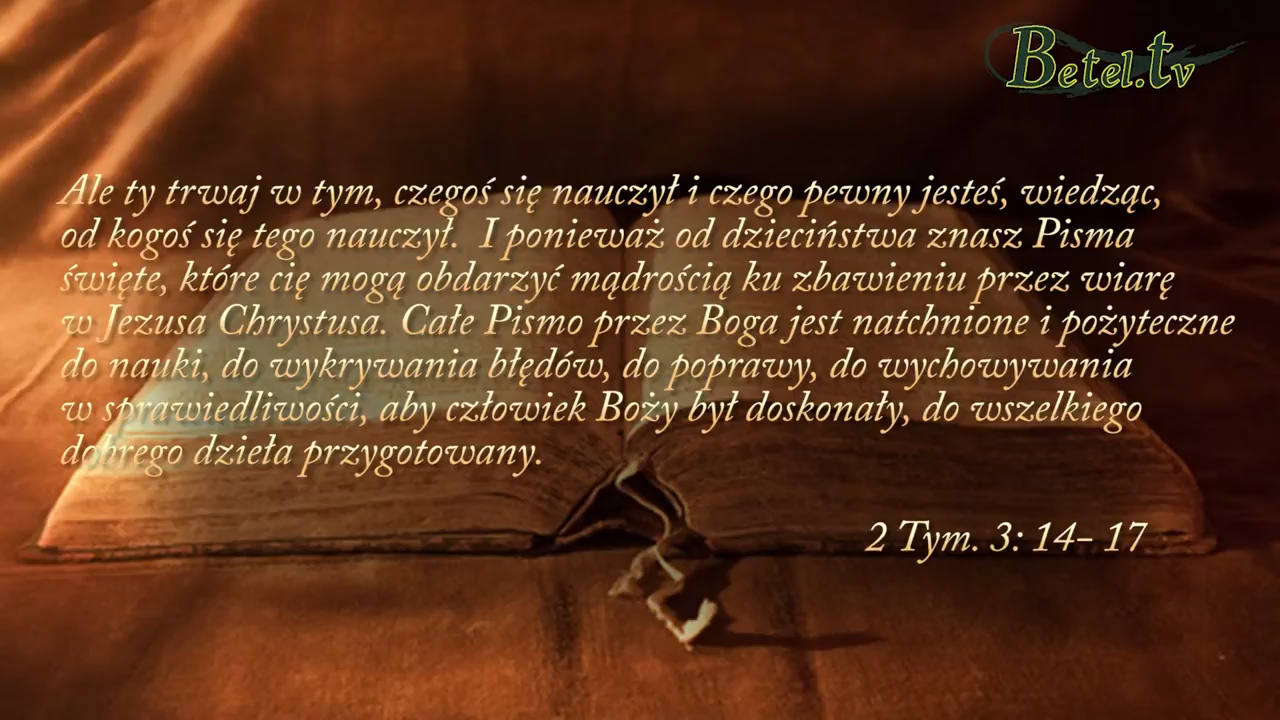 Betel.tv
Ale ty trwaj w tym, czegoś się nauczył i czego pewny jesteś, wiedząc,
od kogoś się tego nauczył.  I ponieważ od dzieciństwa znasz Pisma
święte, które cię mogą obdarzyć mądrością ku zbawieniu przez wiarę
w Jezusa Chrystusa. Całe Pismo przez Boga jest natchnione i pożyteczne
do nauki, do wykrywania błędów, do poprawy, do wychowywania
w sprawiedliwości, aby człowiek Boży był doskonały, do wszelkiego
dobrego dzieła przygotowany.
2 Tym. 3: 14– 17